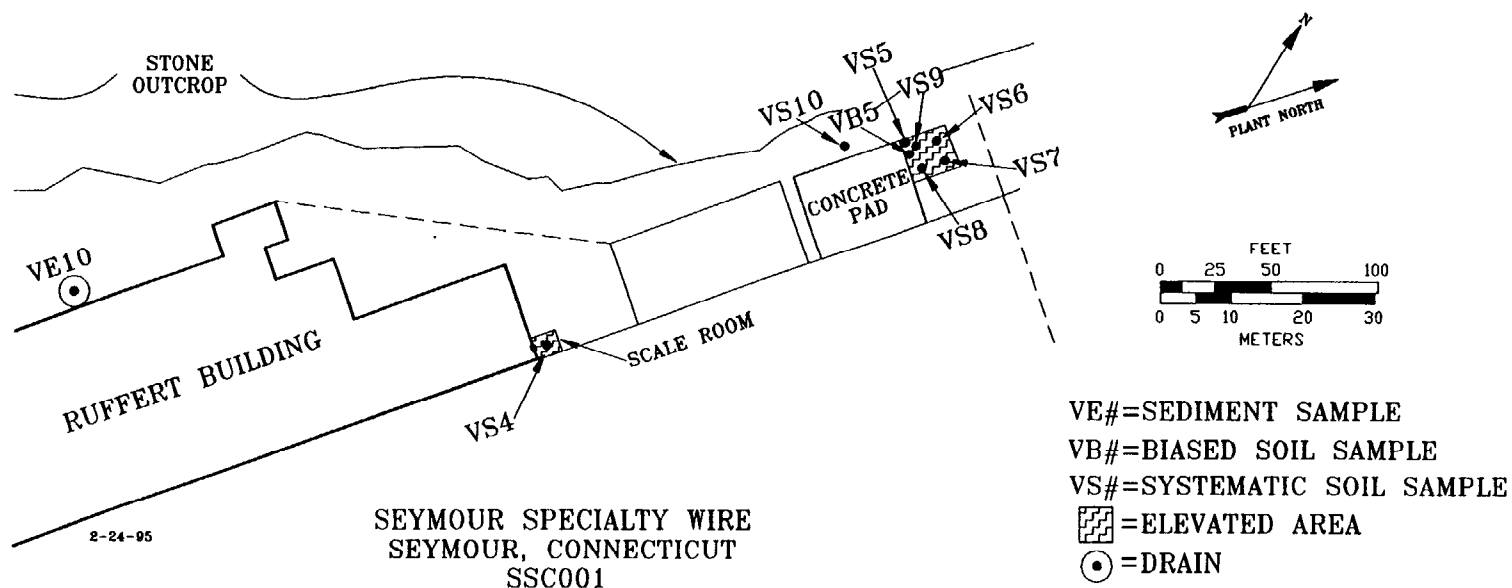 STONE
OUTCROP
VS5
VS9
VS10
VB5
VS6
N
PLANT NORTH
VS7
CONCRETE
PAD
VS8
VE10
FEET
0 25 50 100
0 5 10 20 30
METERS
RUFFERT BUILDING
SCALE ROOM
VS4
VE#=SEDIMENT SAMPLE
VB#=BIASED SOIL SAMPLE
VS#=SYSTEMATIC SOIL SAMPLE
=ELEVATED AREA
=DRAIN
2-24-95
SEYMOUR SPECIALTY WIRE
SEYMOUR, CONNECTICUT
SSC001